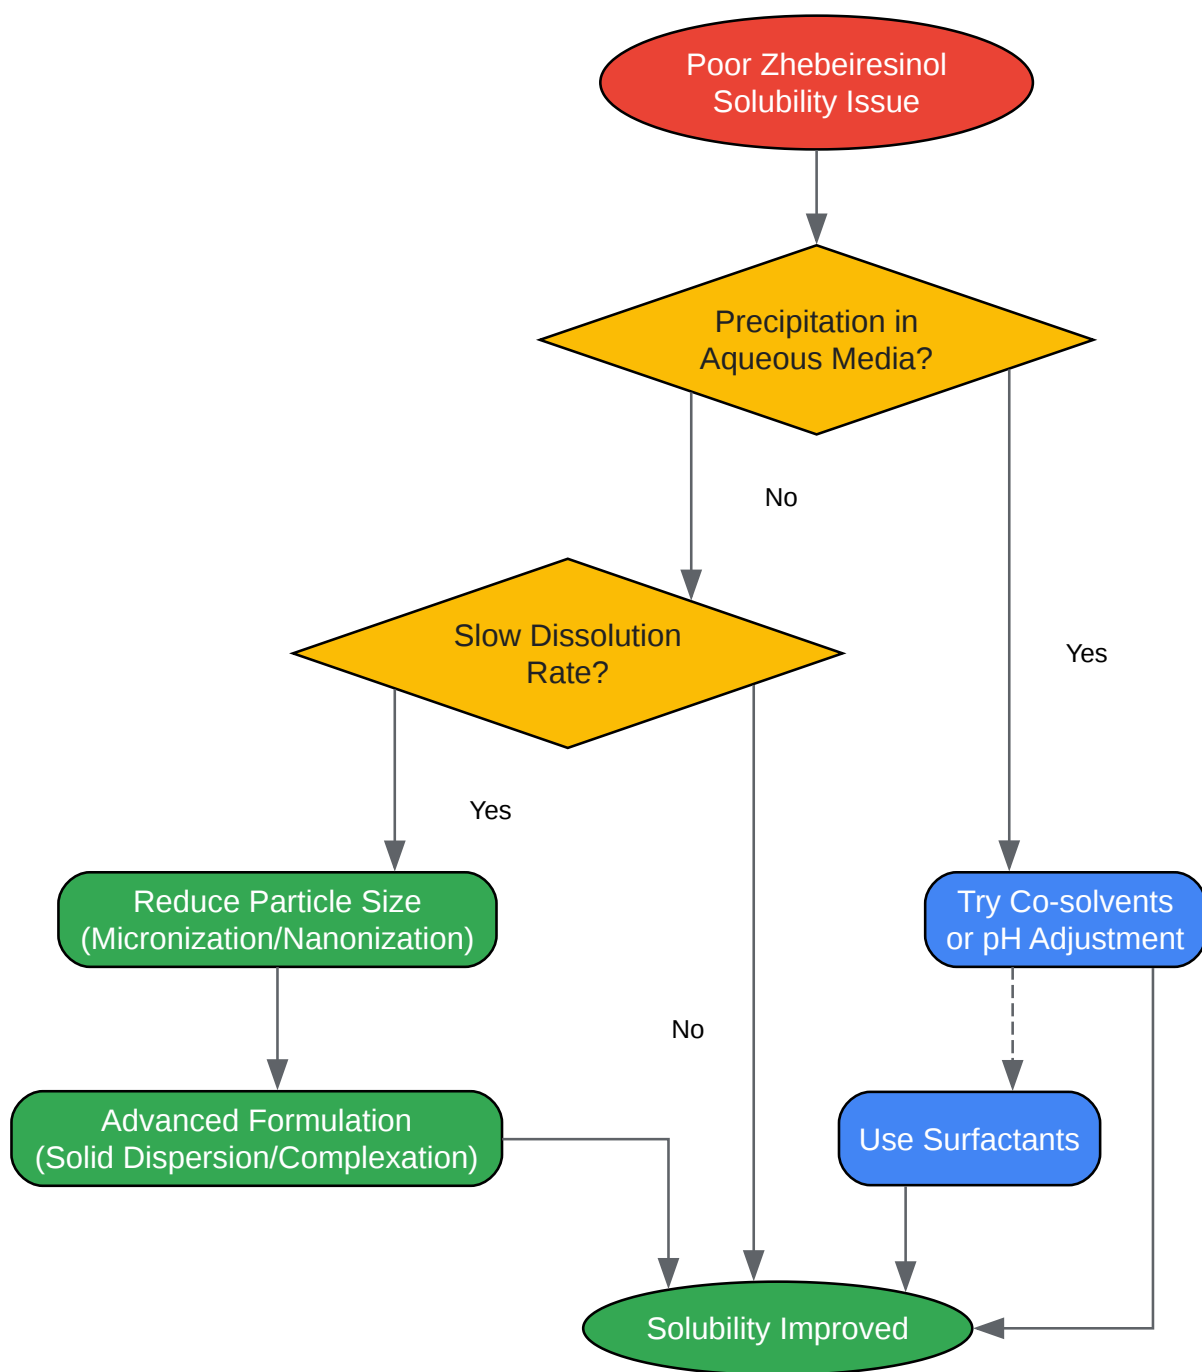 Poor Zhebeiresinol
Solubility Issue
Precipitation in
Aqueous Media?
No
Slow Dissolution
Rate?
Yes
Yes
Reduce Particle Size
(Micronization/Nanonization)
Try Co-solvents
or pH Adjustment
No
Advanced Formulation
(Solid Dispersion/Complexation)
Use Surfactants
Solubility Improved